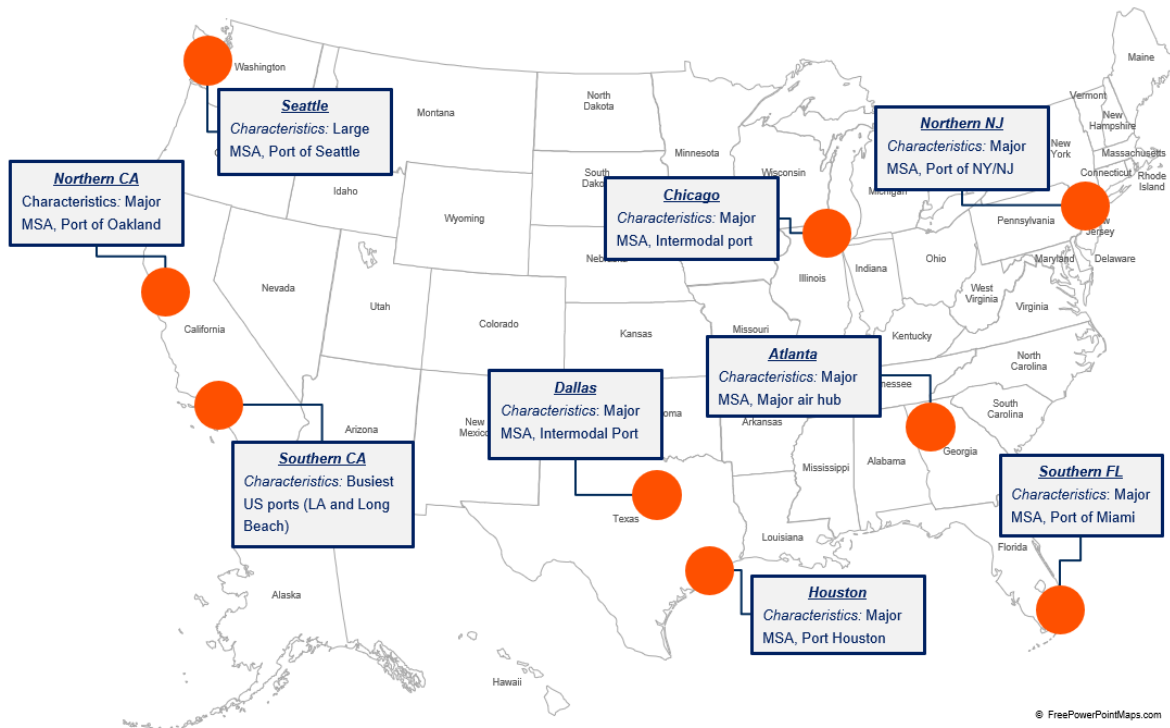 Maine
Washington
Seattle
Characteristics: Large
MSA, Port of Seattle
Montana
North
Dakota
Minnesota
Vermont
New
Hampshire
Northern NJ
Characteristics: Major
MSA, Port of NY/NJ
New
York
Massachusetts
Connecticut
Rhode
Island
Northern CA
Characteristics: Major
MSA, Port of Oakland
Idaho
Wyoming
South
Dakota
Wisconsin
Michigan
Chicago
Characteristics: Major
MSA, Intermodal port
Pennsylvania
New
Jersey
Nebraska
Illinois
Indiana
Ohio
Maryland
Delaware
West
Virginia
Virginia
Nevada
Utah
Colorado
Kansas
Missouri
Kentucky
California
North
Carolina
Atlanta
Characteristics: Major
MSA, Major air hub
nessee
Dallas
Characteristics: Major
MSA, Intermodal Port
oma
Arizona
New
Mexico
Arkansas
South
Carolina
Mississippi
Alabama
Georgia
Southern CA
Characteristics: Busiest
US ports (LA and Long
Beach)
Southern FL
Characteristics: Major
MSA, Port of Miami
Texas
Louisiana
Florida
Houston
Characteristics: Major
MSA, Port Houston
Alaska
Hawaii
© FreePowerPointMaps.com